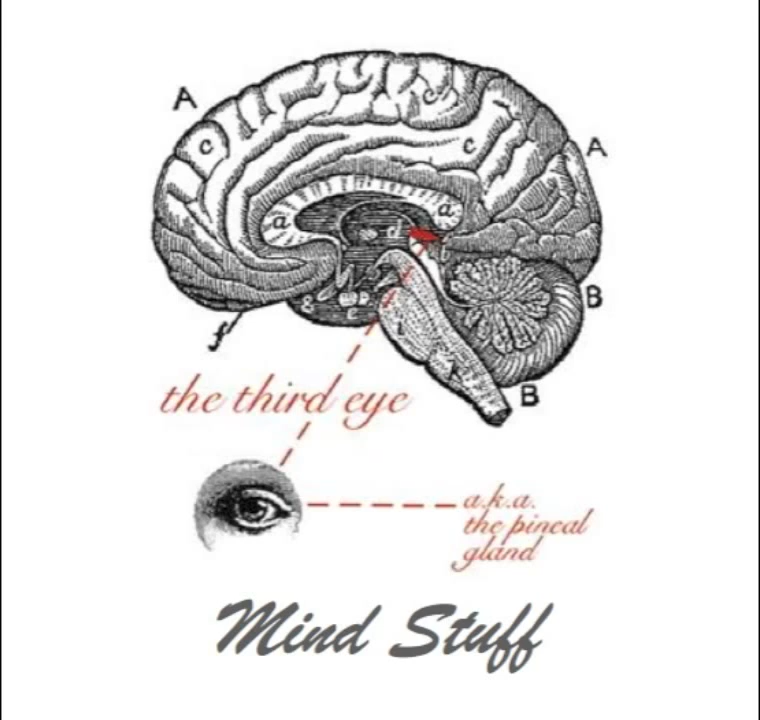 A
c
c
c
A
a
a
d
b
B
g
e
i
f
k
B
the third eye
a.k.a.
the pineal
gland
Mind Stuff